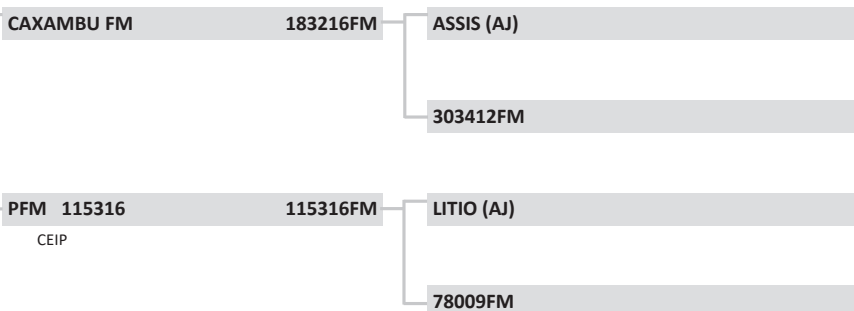 CAXAMBU FM 183216FM ASSIS (AJ)
303412FM
PFM 115316 115316FM LITIO (AJ)
CEIP
78009FM